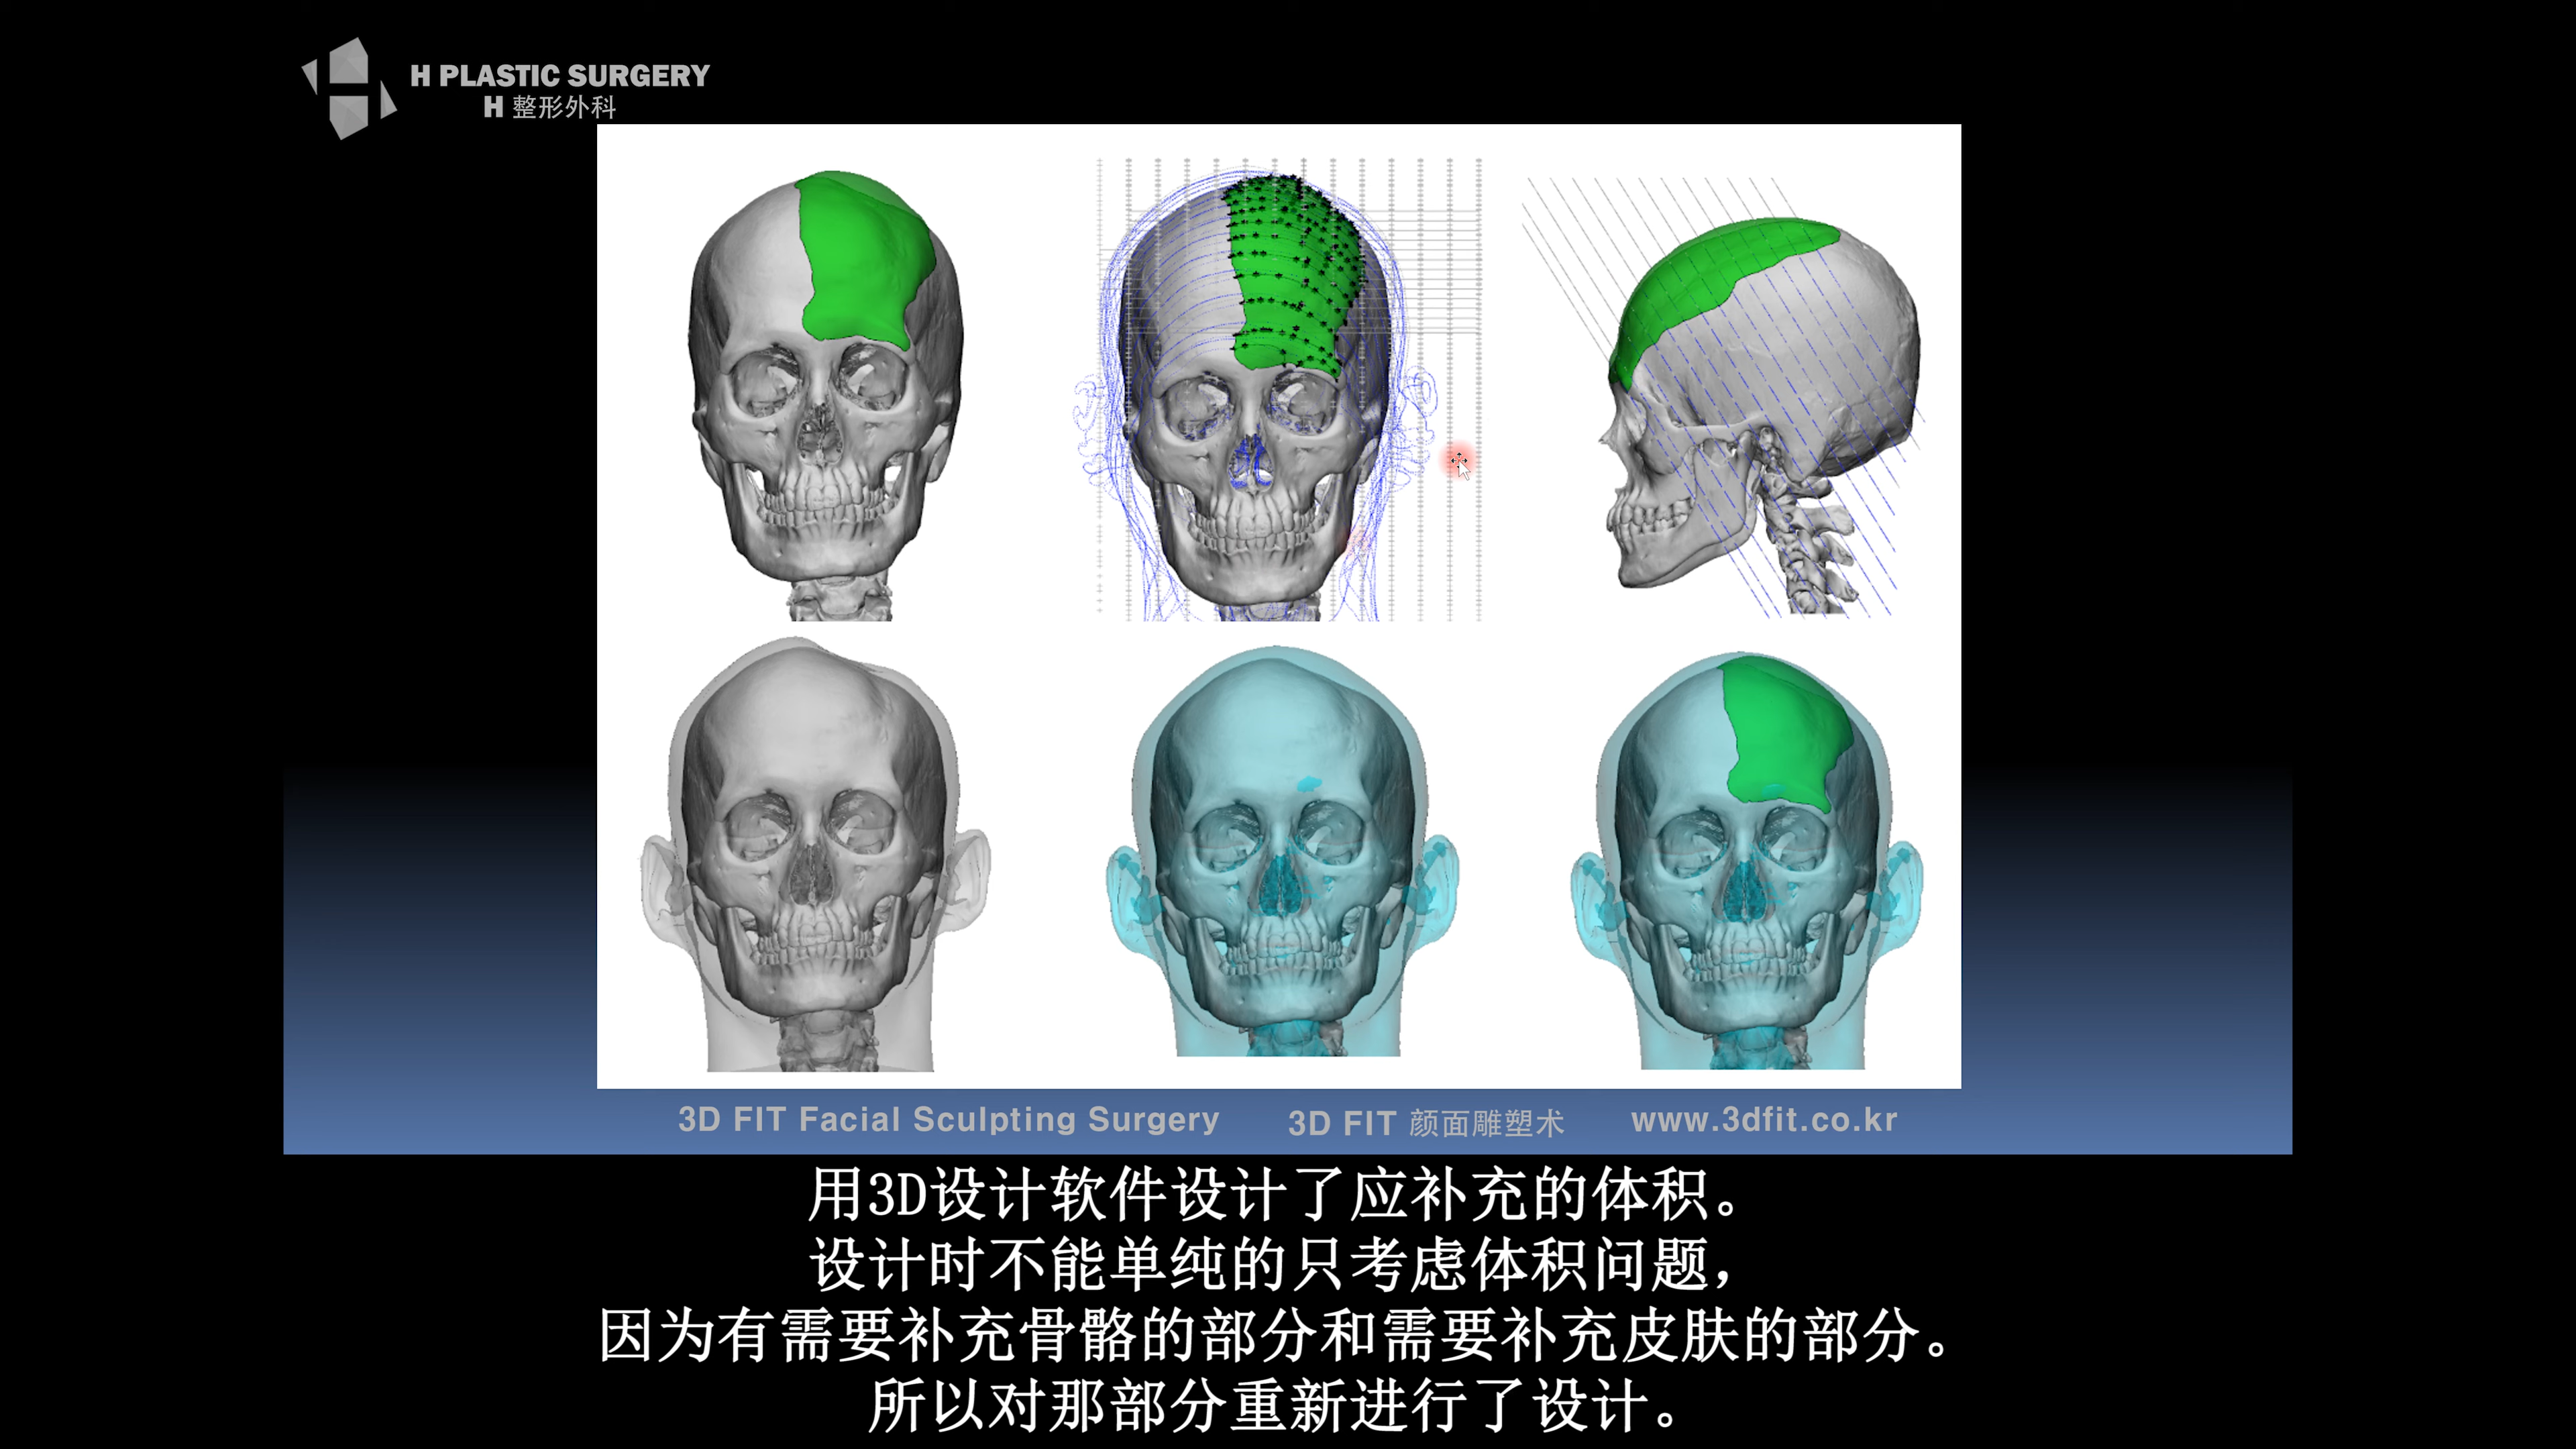 H PLASTIC SURGERY
H 整形外科
3D FIT Facial Sculpting Surgery 3D FIT 颜面雕塑术 www.3dfit.co.kr
用3D设计软件设计了应补充的体积。
设计时不能单纯的只考虑体积问题，
因为有需要补充骨骼的部分和需要补充皮肤的部分。
所以对那部分重新进行了设计。